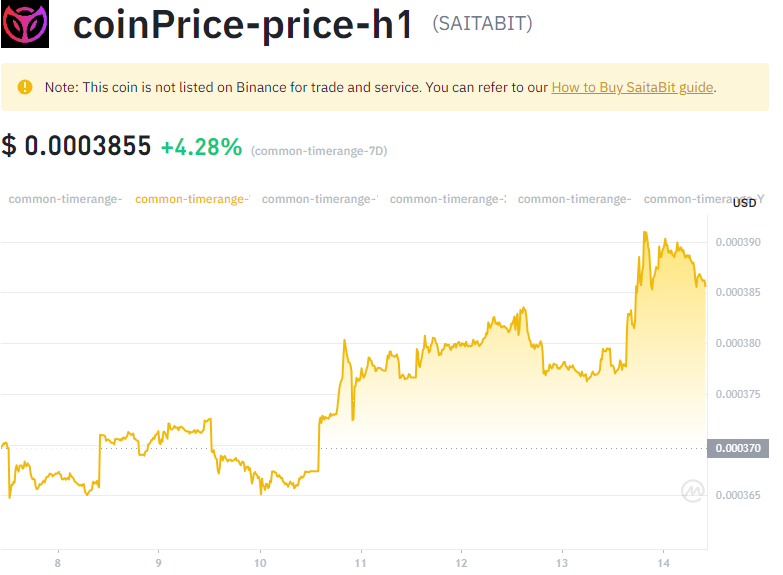 coinPrice-price-h1 (SAITABIT)
Note: This coin is not listed on Binance for trade and service. You can refer to our How to Buy SaitaBit guide.
$ 0.0003855 +4.28% (common-timerange-7D)
common-timerange- common-timerange- common-timerange- common-timerange- common-timerange- common-timerange-Y
USD
0.000390
0.000385
0.000380
0.000375
0.000370
0.000365
8 9 10 11 12 13 14